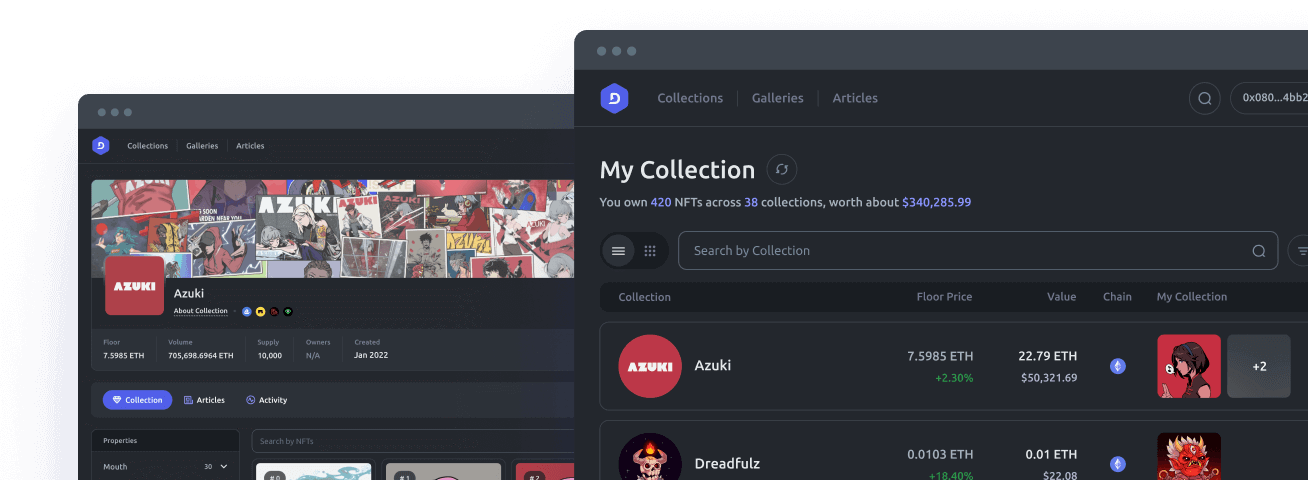 Collections Galleries Articles
AZUKI
Azuki
About Collection
Floor Volume Supply Owners Created
7.5985 ETH 705,698.6964 ETH 10,000 N/A Jan 2022
Collection Articles Activity
Properties
Search by NFTs
Mouth 30
#0 #1 #2
D
Collections Galleries Articles
0x080...4bb2
My Collection
You own 420 NFTs across 38 collections, worth about $340,285.99
Search by Collection
Collection Floor Price Value Chain My Collection
AZUKI
Azuki 7.5985 ETH 22.79 ETH +2
+2.30% $50,321.69
Dreadfulz 0.0103 ETH 0.01 ETH
+18.40% $22.08